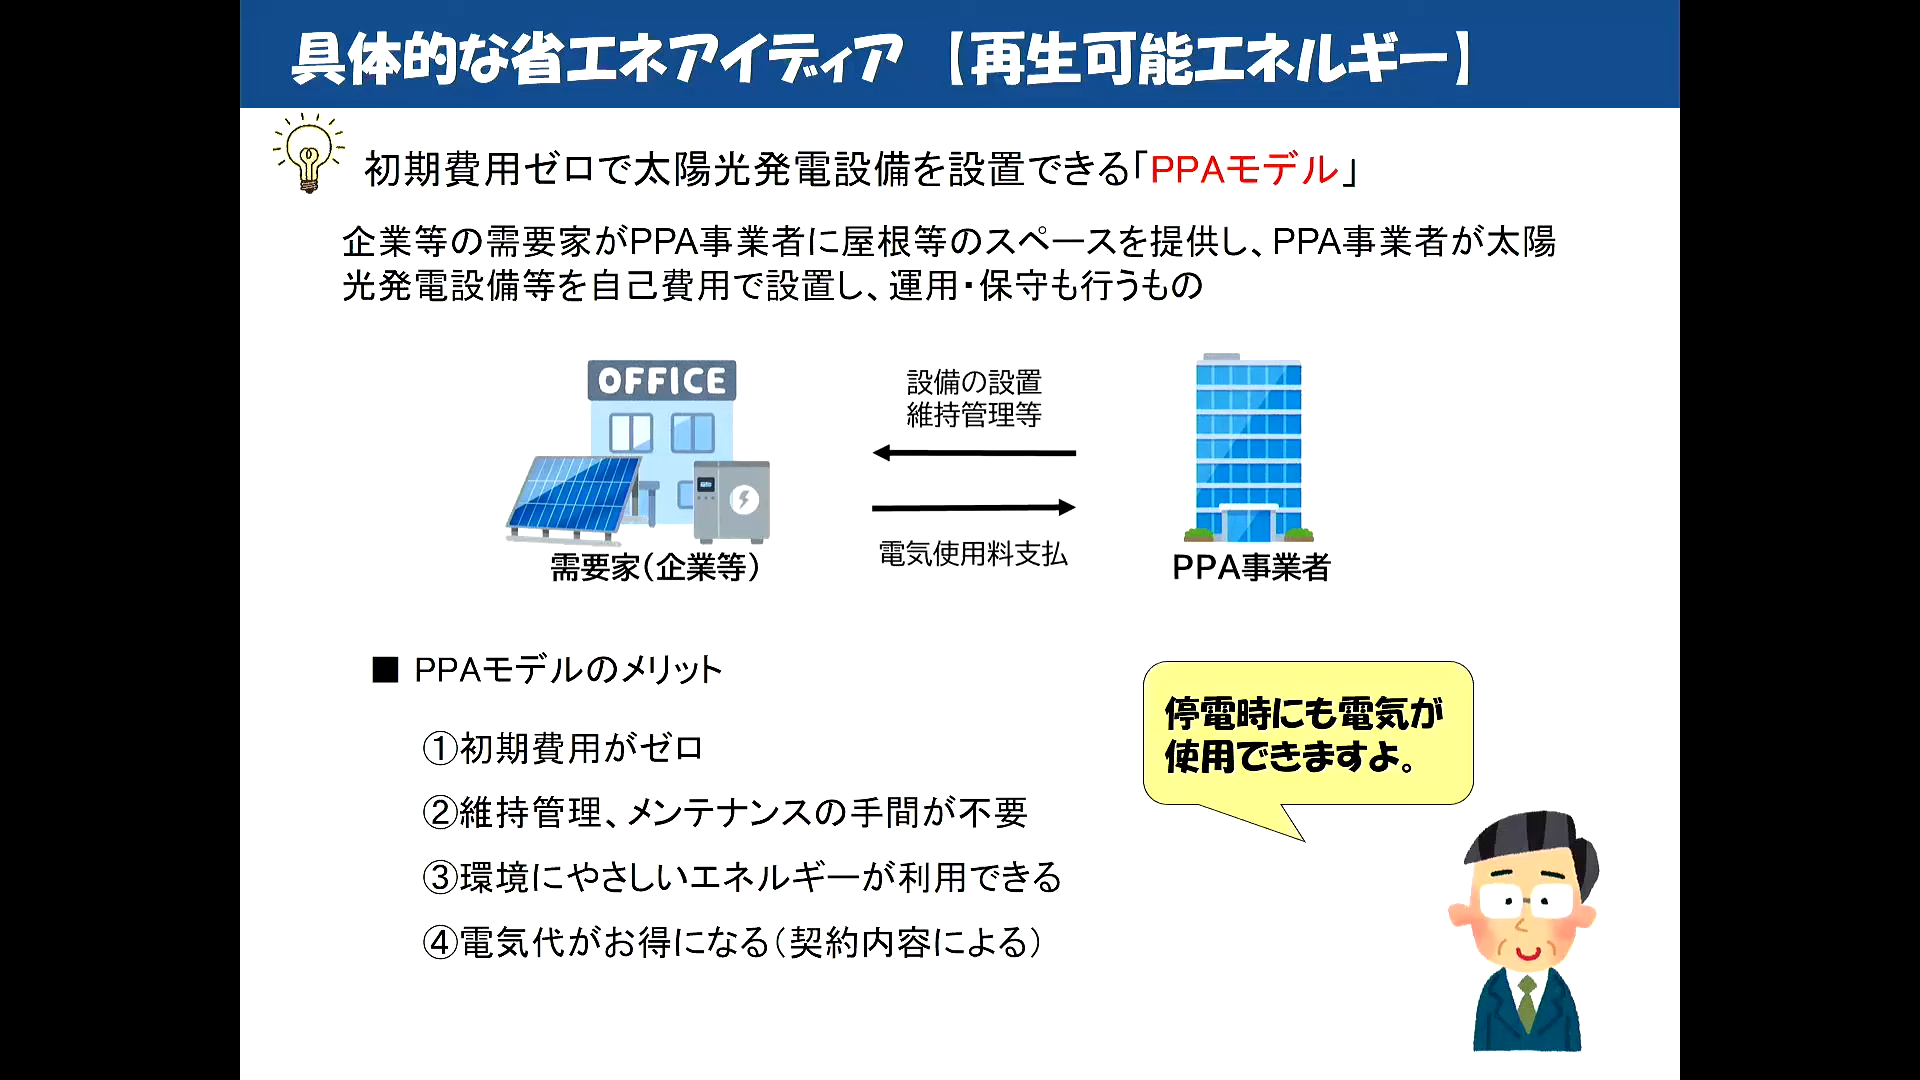 具体的な省エネアイディア 【再生可能エネルギー】
初期費用ゼロで太陽光発電設備を設置できる「PPAモデル」
企業等の需要家がPPA事業者に屋根等のスペースを提供し、PPA事業者が太陽
光発電設備等を自己費用で設置し、運用・保守も行うもの
OFFICE
設備の設置
維持管理等
電気使用料支払
需要家（企業等）
PPA事業者
■ PPAモデルのメリット
①初期費用がゼロ
②維持管理、メンテナンスの手間が不要
③環境にやさしいエネルギーが利用できる
④電気代がお得になる（契約内容による）
停電時にも電気が
使用できますよ。